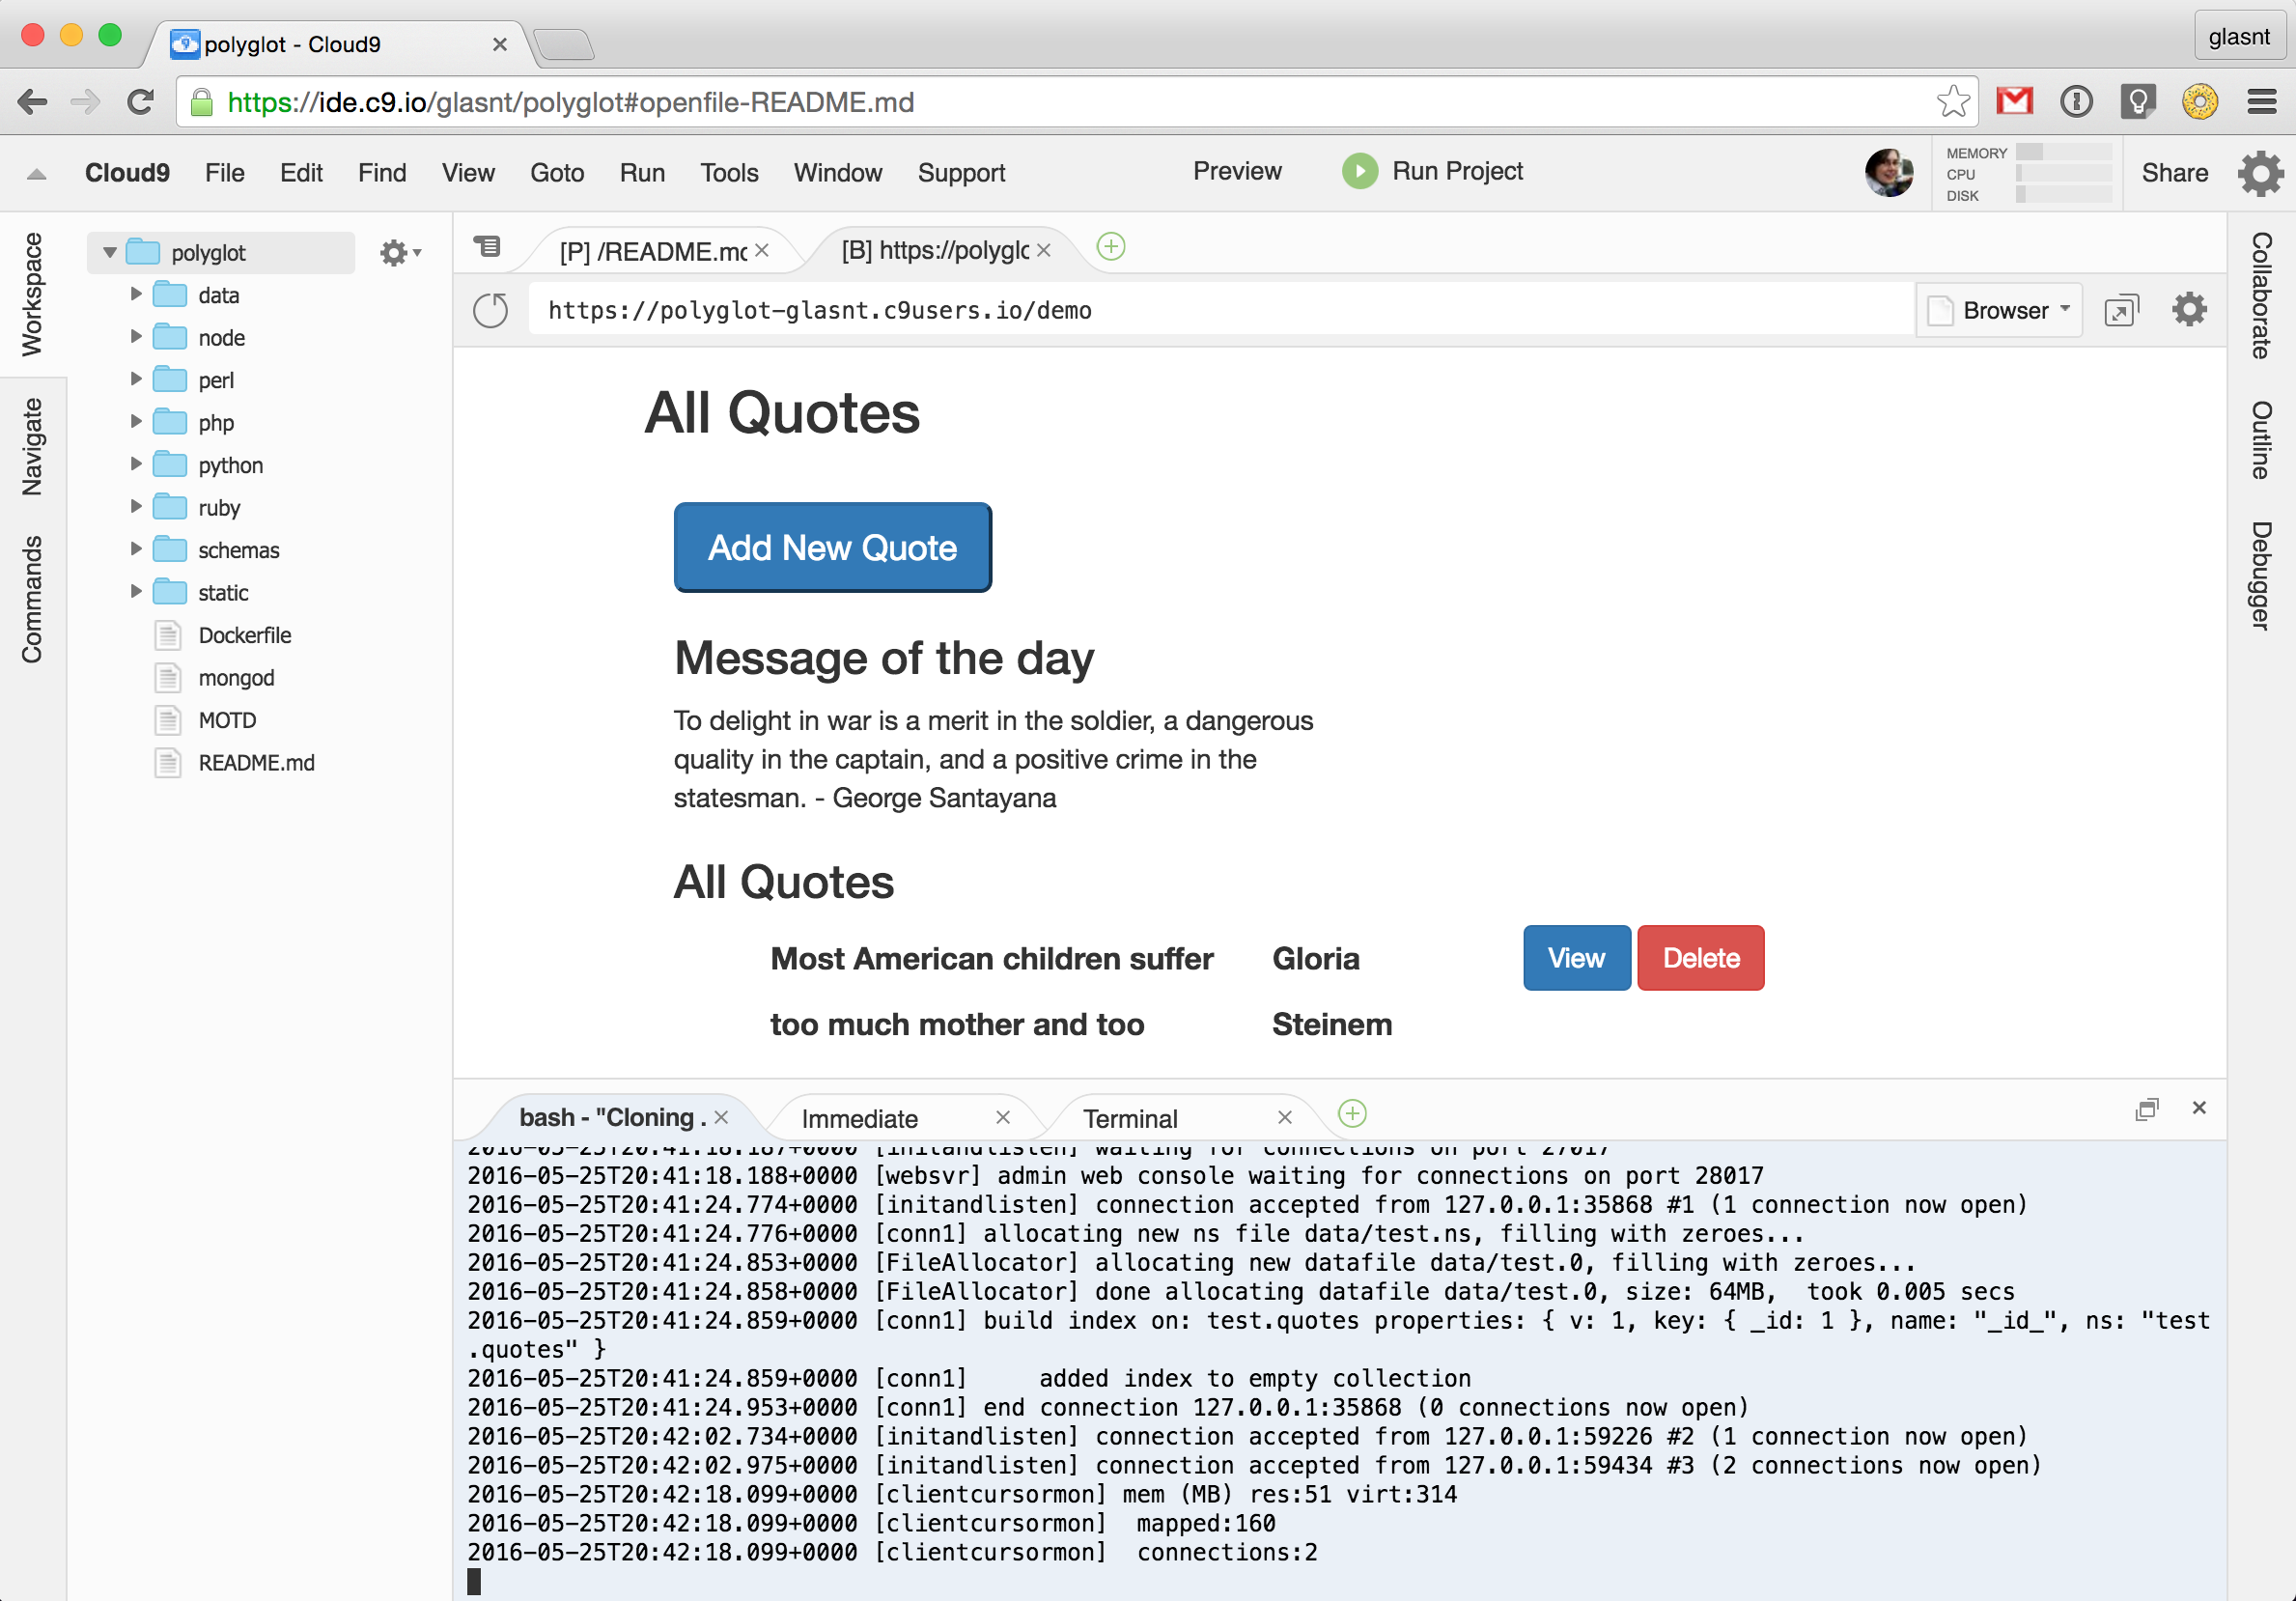 polyglot - Cloud9
glasnt
https://ide.c9.io/glasnt/polyglot#openfile-README.md
Cloud9 File Edit Find View Goto Run Tools Window Support Preview Run Project MEMORY CPU DISK Share
Workspace
Navigate
Commands
polyglot
data
node
perl
php
python
ruby
schemas
static
Dockerfile
mongod
MOTD
README.md
[P] /README.mc [B] https://polyglc
https://polyglot-glasnt.c9users.io/demo Browser
All Quotes
Add New Quote
Message of the day
To delight in war is a merit in the soldier, a dangerous
quality in the captain, and a positive crime in the
statesman. - George Santayana
All Quotes
Most American children suffer Gloria View Delete
too much mother and too Steinem
Collaborate
Outline
Debugger
bash - "Cloning . Immediate Terminal
2016-05-25T20:41:18.187+0000 [initandlisten] waiting for connections on port 27017
2016-05-25T20:41:18.188+0000 [websvr] admin web console waiting for connections on port 28017
2016-05-25T20:41:24.774+0000 [initandlisten] connection accepted from 127.0.0.1:35868 #1 (1 connection now open)
2016-05-25T20:41:24.776+0000 [conn1] allocating new ns file data/test.ns, filling with zeroes...
2016-05-25T20:41:24.853+0000 [FileAllocator] allocating new datafile data/test.0, filling with zeroes...
2016-05-25T20:41:24.858+0000 [FileAllocator] done allocating datafile data/test.0, size: 64MB,  took 0.005 secs
2016-05-25T20:41:24.859+0000 [conn1] build index on: test.quotes properties: { v: 1, key: { _id: 1 }, name: "_id_", ns: "test
.quotes" }
2016-05-25T20:41:24.859+0000 [conn1]     added index to empty collection
2016-05-25T20:41:24.953+0000 [conn1] end connection 127.0.0.1:35868 (0 connections now open)
2016-05-25T20:42:02.734+0000 [initandlisten] connection accepted from 127.0.0.1:59226 #2 (1 connection now open)
2016-05-25T20:42:02.975+0000 [initandlisten] connection accepted from 127.0.0.1:59434 #3 (2 connections now open)
2016-05-25T20:42:18.099+0000 [clientcursormon] mem (MB) res:51 virt:314
2016-05-25T20:42:18.099+0000 [clientcursormon]  mapped:160
2016-05-25T20:42:18.099+0000 [clientcursormon]  connections:2